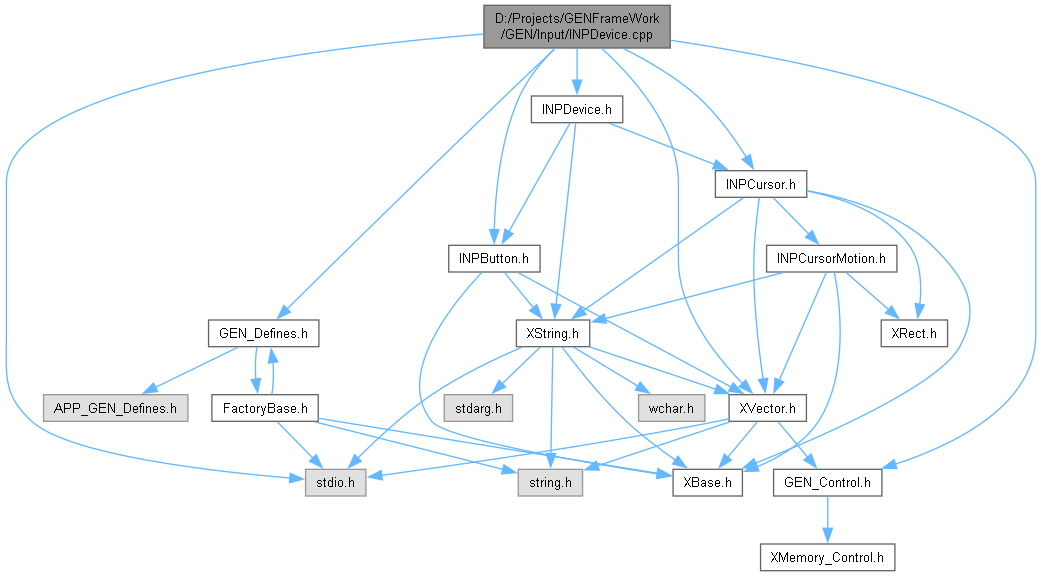 D:/Projects/GENFrameWork
/GEN/Input/INPDevice.cpp
INPDevice.h
INPCursor.h
INPButton.h
INPCursorMotion.h
GEN_Defines.h
XString.h
XRect.h
APP_GEN_Defines.h
FactoryBase.h
stdarg.h
wchar.h
XVector.h
stdio.h
string.h
XBase.h
GEN_Control.h
XMemory_Control.h